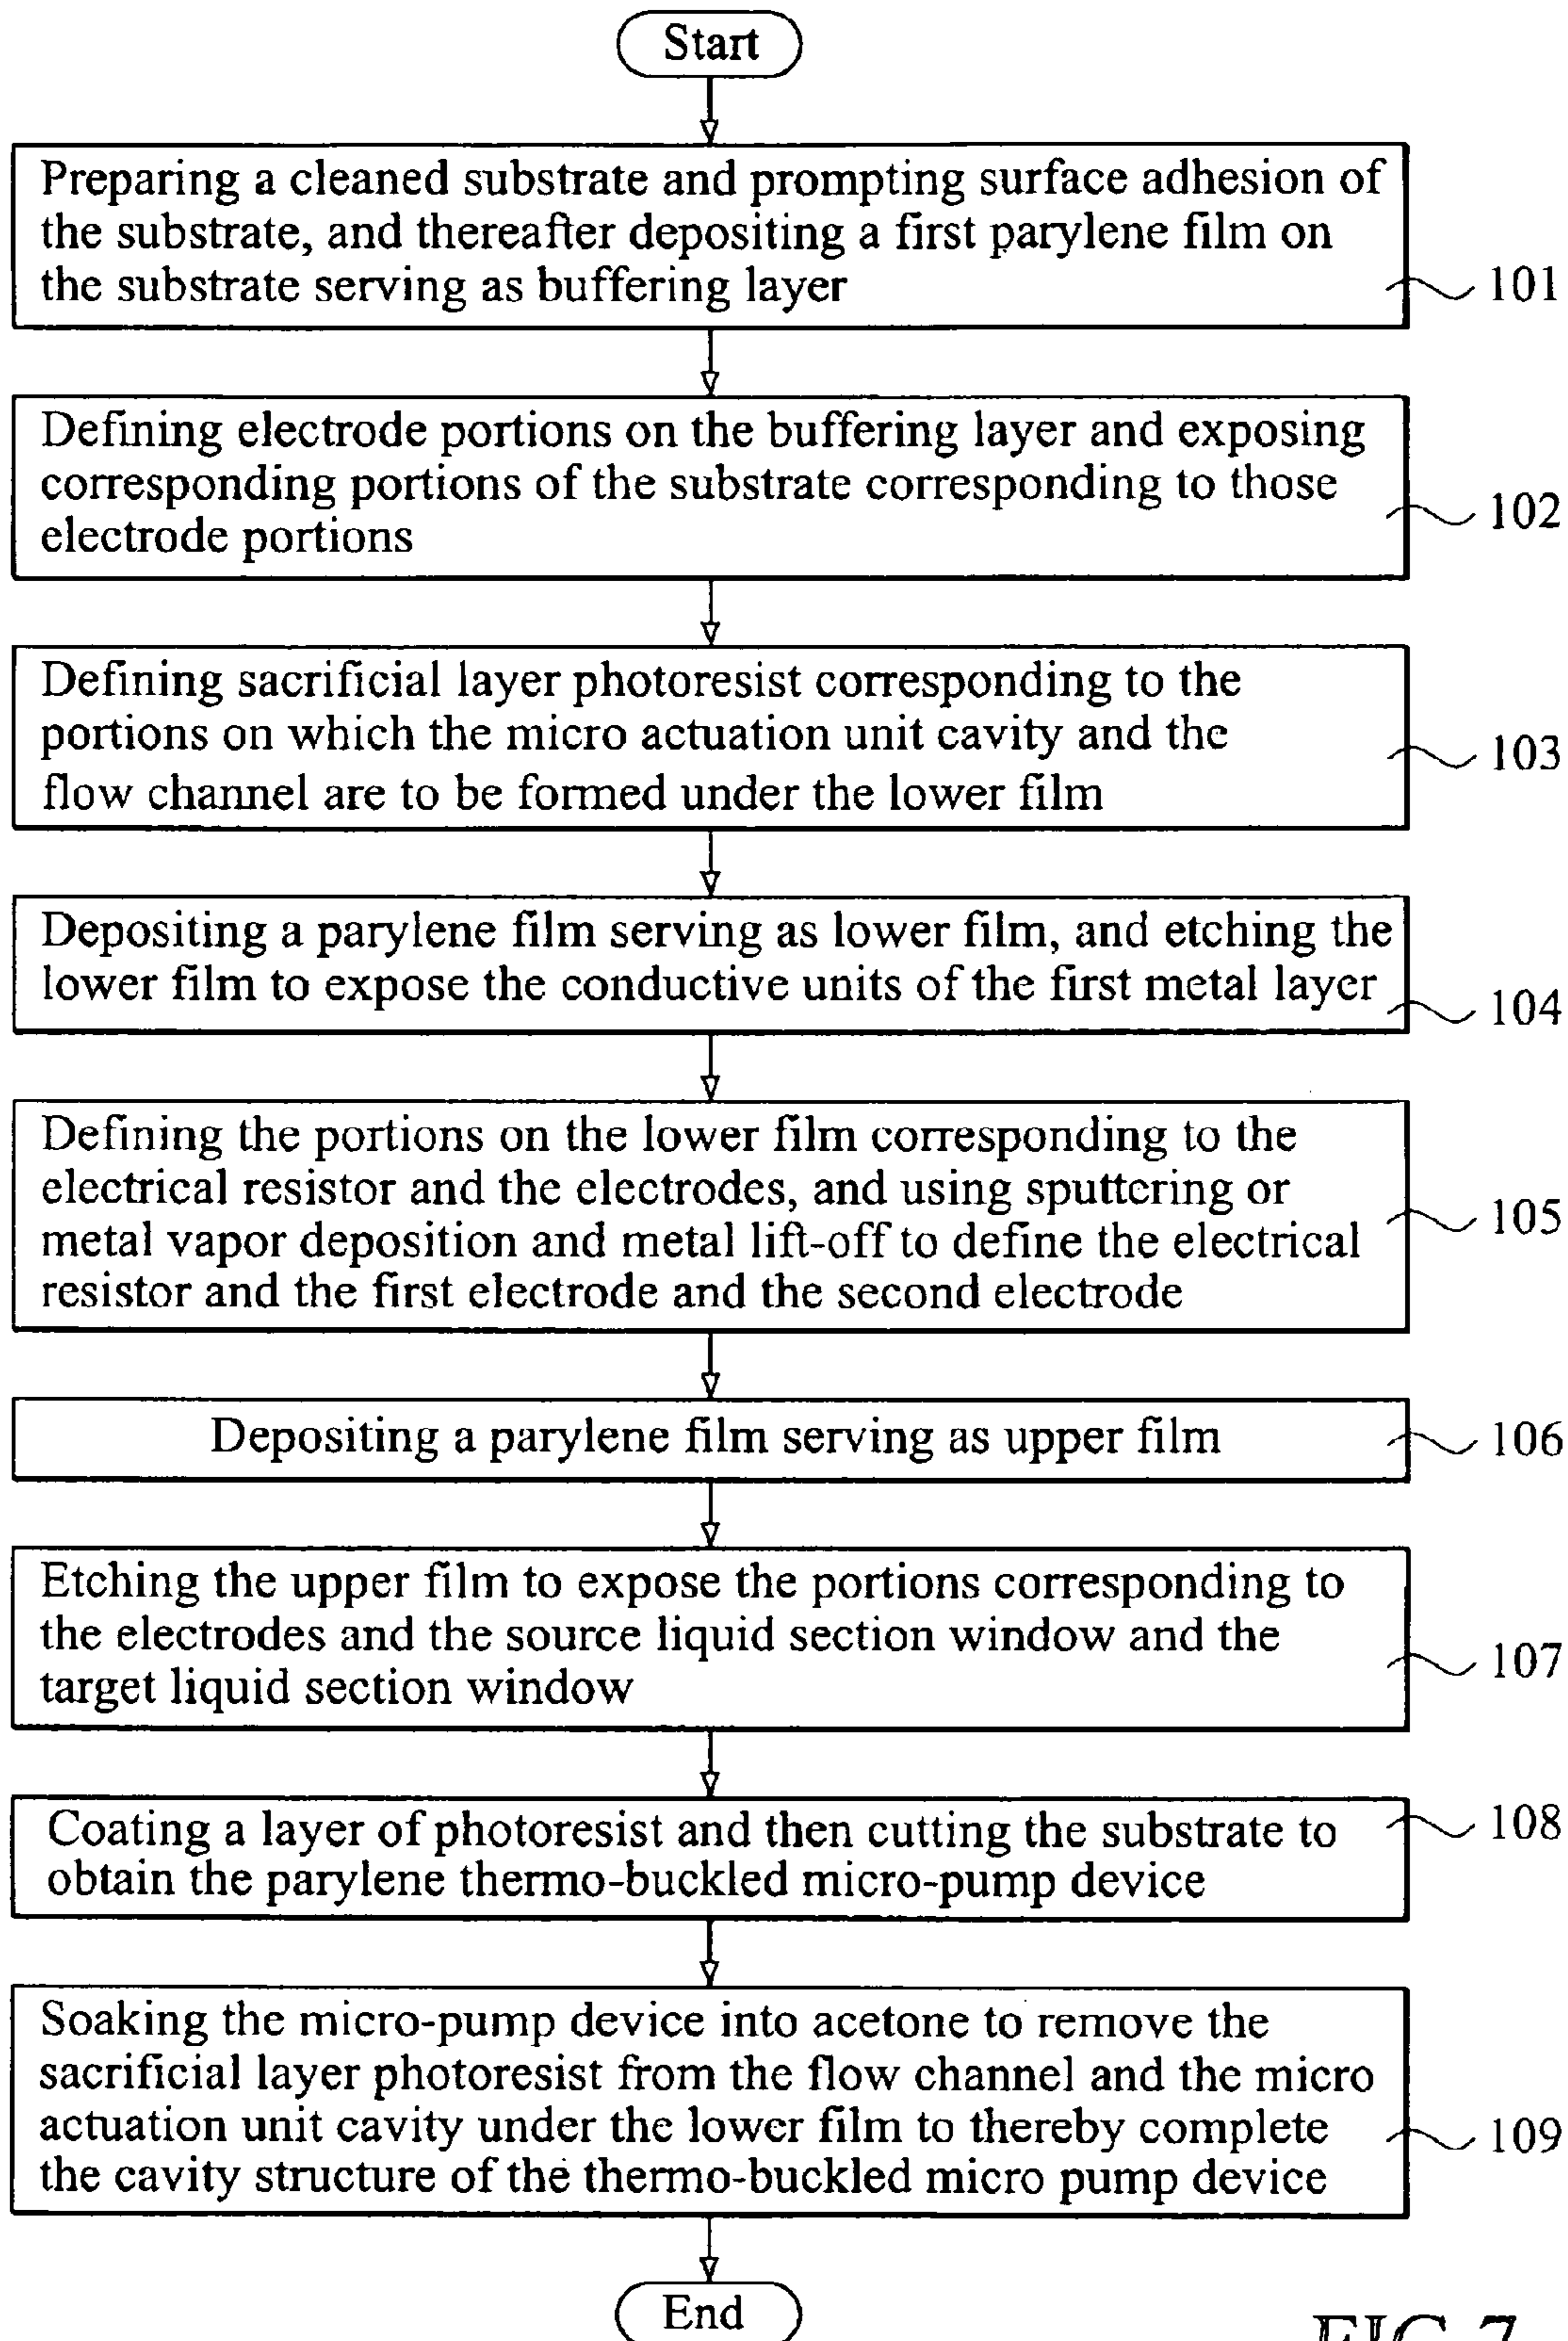 Start
Preparing a cleaned substrate and prompting surface adhesion of
the substrate, and thereafter depositing a first parylene film on
the substrate serving as buffering layer
101
Defining electrode portions on the buffering layer and exposing
corresponding portions of the substrate corresponding to those
electrode portions
102
Defining sacrificial layer photoresist corresponding to the
portions on which the micro actuation unit cavity and the
flow channel are to be formed under the lower film
103
Depositing a parylene film serving as lower film, and etching the
lower film to expose the conductive units of the first metal layer
104
Defining the portions on the lower film corresponding to the
electrical resistor and the electrodes, and using sputtering or
metal vapor deposition and metal lift-off to define the electrical
resistor and the first electrode and the second electrode
105
Depositing a parylene film serving as upper film
106
Etching the upper film to expose the portions corresponding to
the electrodes and the source liquid section window and the
target liquid section window
107
Coating a layer of photoresist and then cutting the substrate to
obtain the parylene thermo-buckled micro-pump device
108
Soaking the micro-pump device into acetone to remove the
sacrificial layer photoresist from the flow channel and the micro
actuation unit cavity under the lower film to thereby complete
the cavity structure of the thermo-buckled micro pump device
109
End
FIG.7